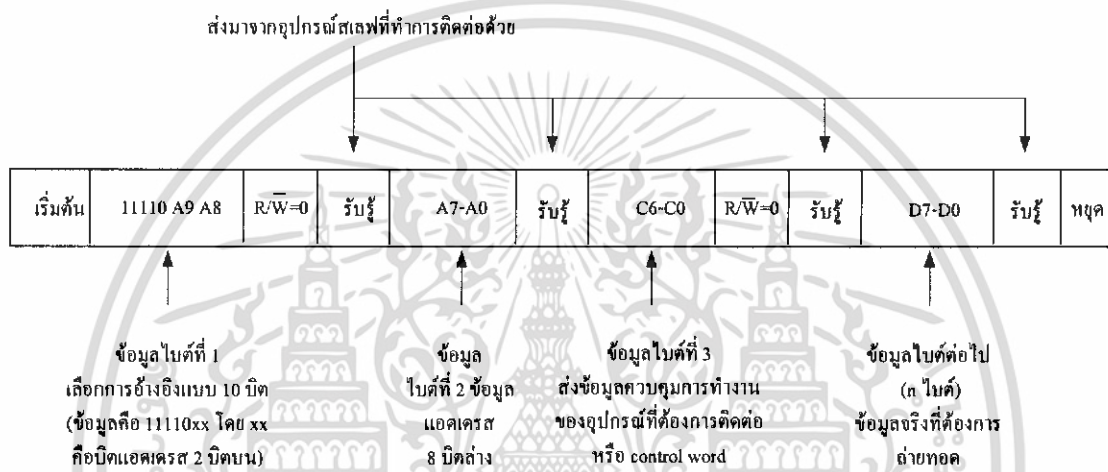 ส่งมาจากอุปกรณ์สเลฟที่ทำการติดต่อด้วย
เริ่มต้น 11110 A9 A8 R/W̅=0 รับรู้ A7-A0 รับรู้ C6-C0 R/W̅=0 รับรู้ D7-D0 รับรู้ หยุด
ข้อมูลไบต์ที่ 1
เลือกการอ้างอิงแบบ 10 บิต
(ข้อมูลคือ 11110xx โดย xx
คือบิตแอดเดรส 2 บิตบน)
ข้อมูล
ไบต์ที่ 2 ข้อมูล
แอดเดรส
8 บิตล่าง
ข้อมูลไบต์ที่ 3
ส่งข้อมูลควบคุมการทำงาน
ของอุปกรณ์ที่ต้องการติดต่อ
หรือ control word
ข้อมูลไบต์ต่อไป
(n ไบต์)
ข้อมูลจริงที่ต้องการ
ถ่ายทอด